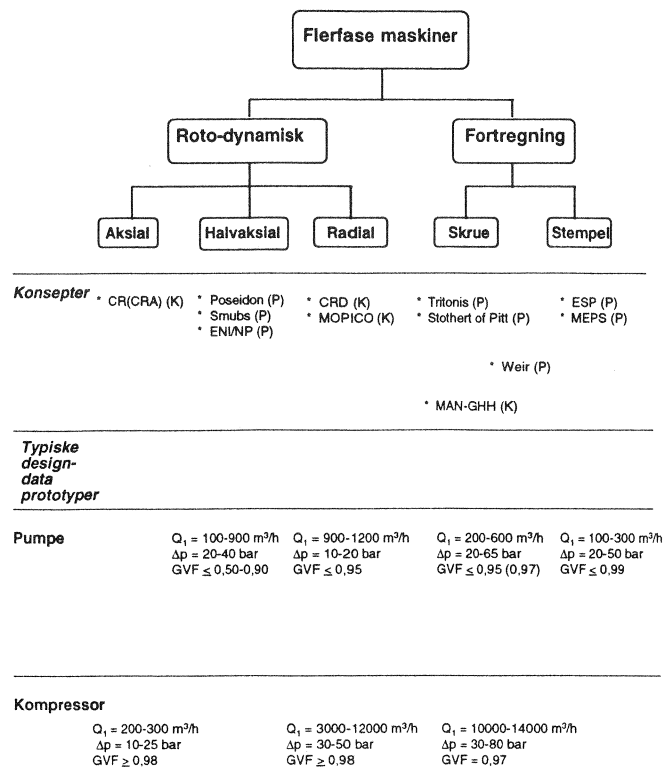 Flerfase maskiner
Roto-dynamisk
Fortregning
Aksial
Halvaksial
Radial
Skrue
Stempel
Konsepter
* CR(CRA) (K)
* Poseidon (P)
* Smubs (P)
* ENI/NP (P)
* CRD (K)
* MOPICO (K)
* Tritonis (P)
* Stothert of Pitt (P)
* ESP (P)
* MEPS (P)
* Weir (P)
* MAN-GHH (K)
Typiske
design-
data
prototyper
Pumpe
Q₁ = 100-900 m³/h
Δp = 20-40 bar
GVF ≤ 0,50-0,90
Q₁ = 900-1200 m³/h
Δp = 10-20 bar
GVF ≤ 0,95
Q₁ = 200-600 m³/h
Δp = 20-65 bar
GVF ≤ 0,95 (0,97)
Q₁ = 100-300 m³/h
Δp = 20-50 bar
GVF ≤ 0,99
Kompressor
Q₁ = 200-300 m³/h
Δp = 10-25 bar
GVF ≥ 0,98
Q₁ = 3000-12000 m³/h
Δp = 30-50 bar
GVF ≥ 0,98
Q₁ = 10000-14000 m³/h
Δp = 30-80 bar
GVF = 0,97